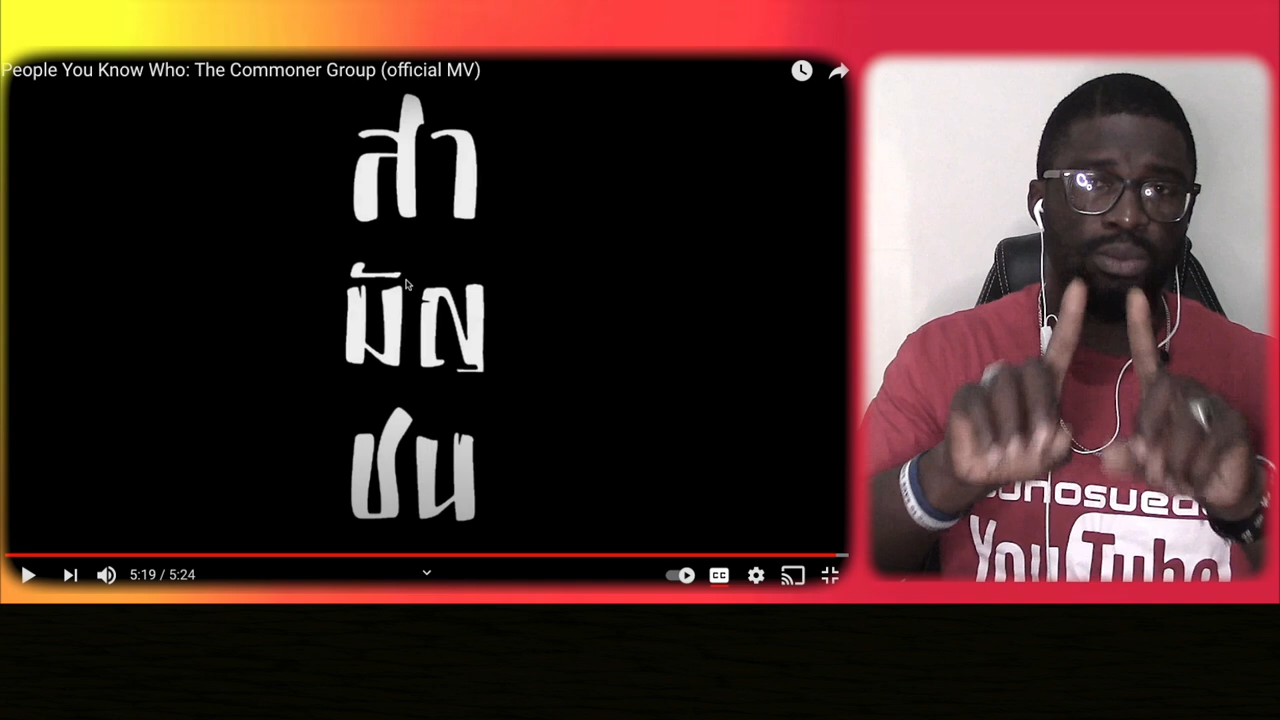 People You Know Who: The Commoner Group (official MV)
สา
มัญ
ชน
5:19 / 5:24
CC
YouTube